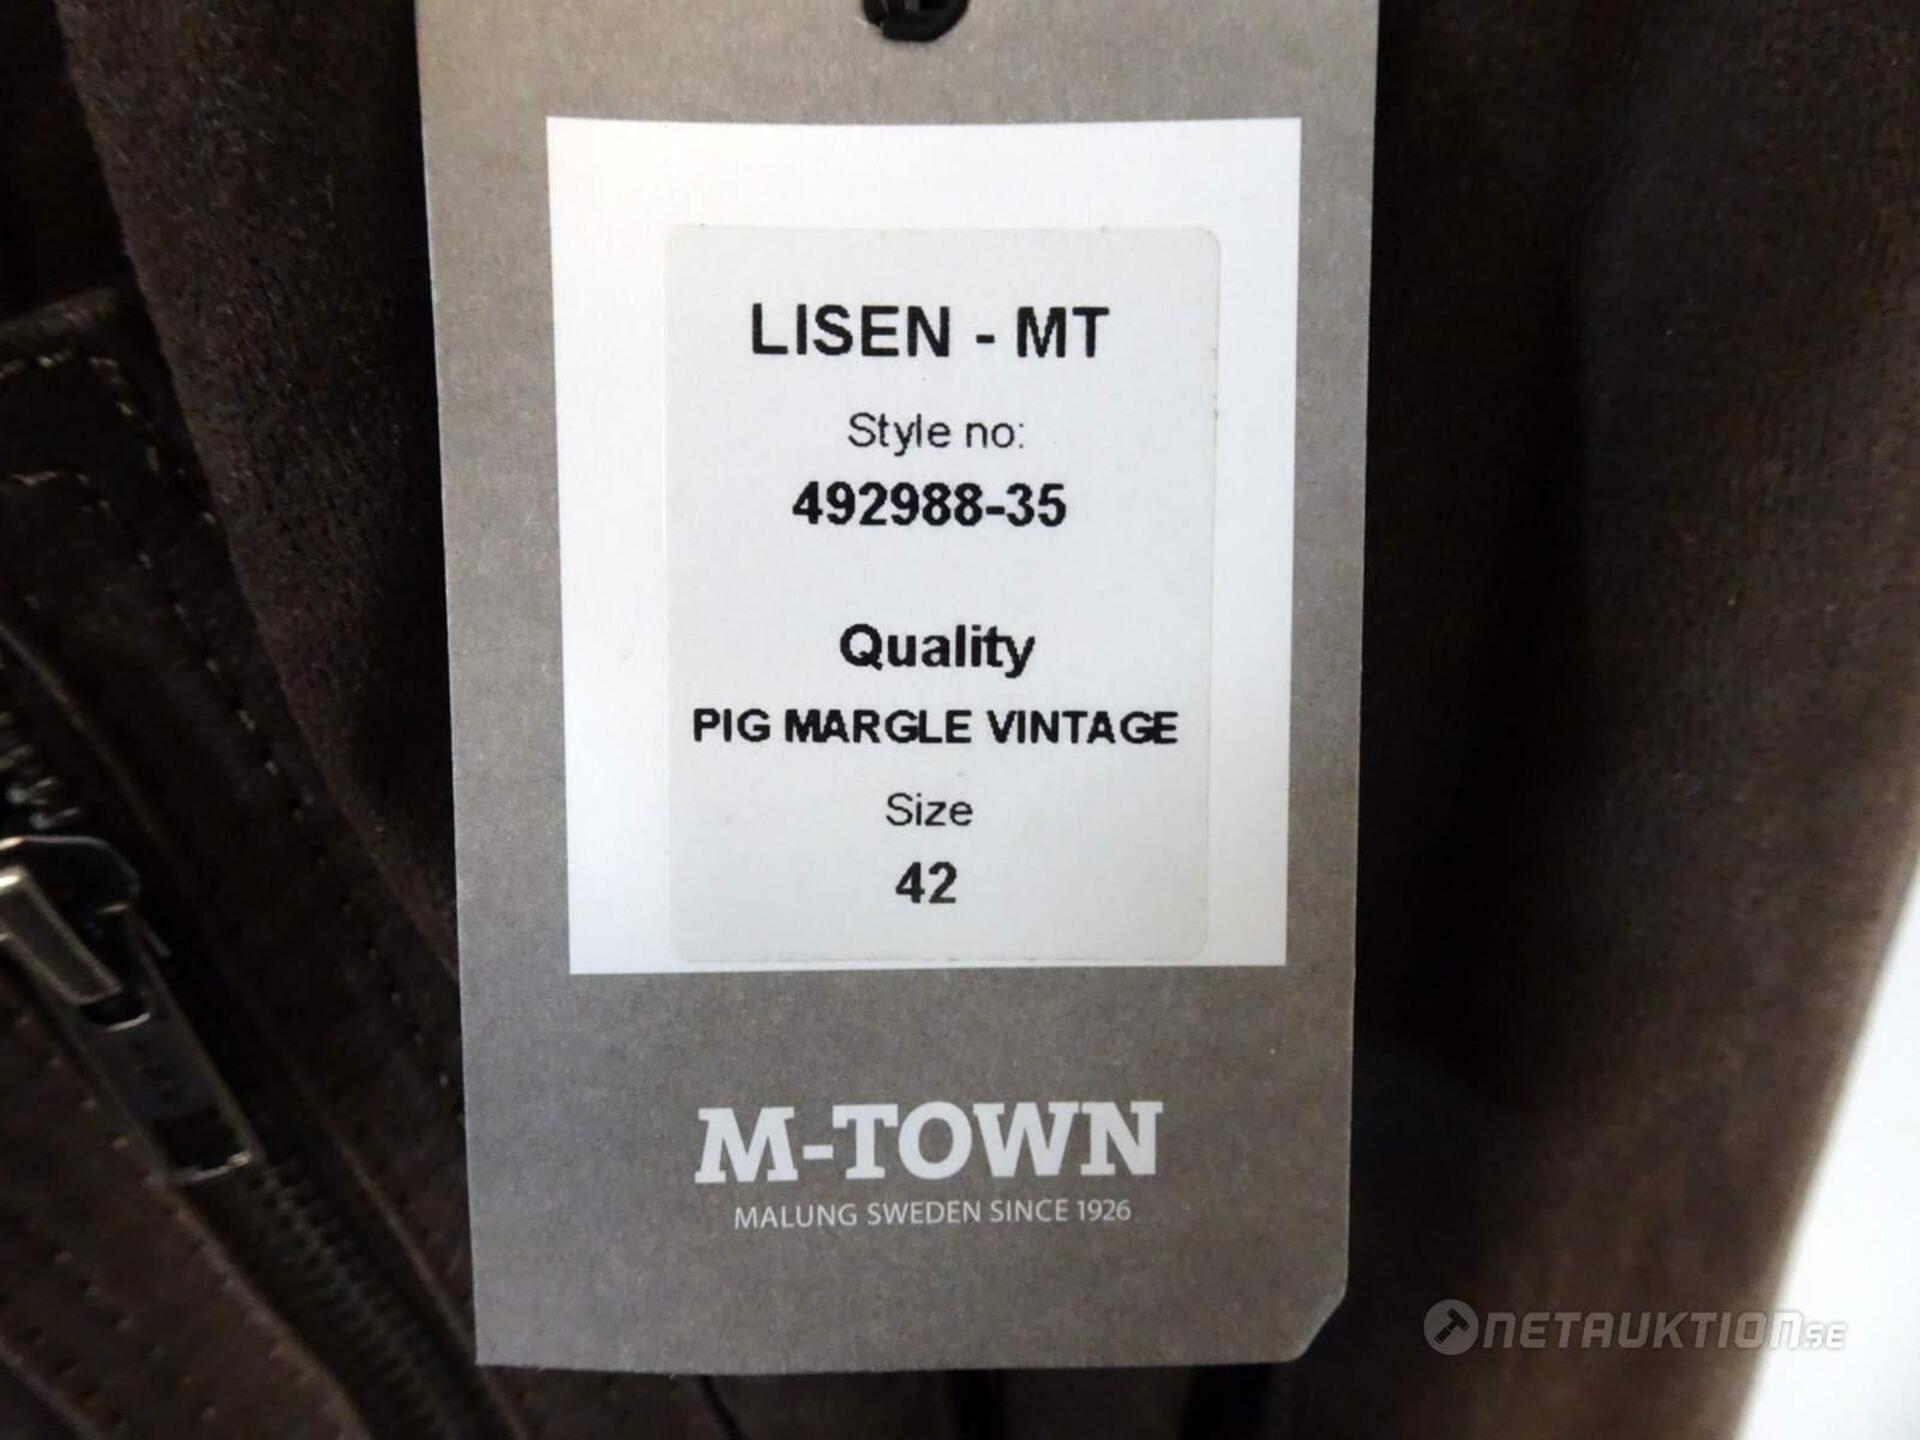 LISEN - MT
Style no:
492988-35
Quality
PIG MARGLE VINTAGE
Size
42
M-TOWN
MALUNG SWEDEN SINCE 1926
NETAUKTION.SE